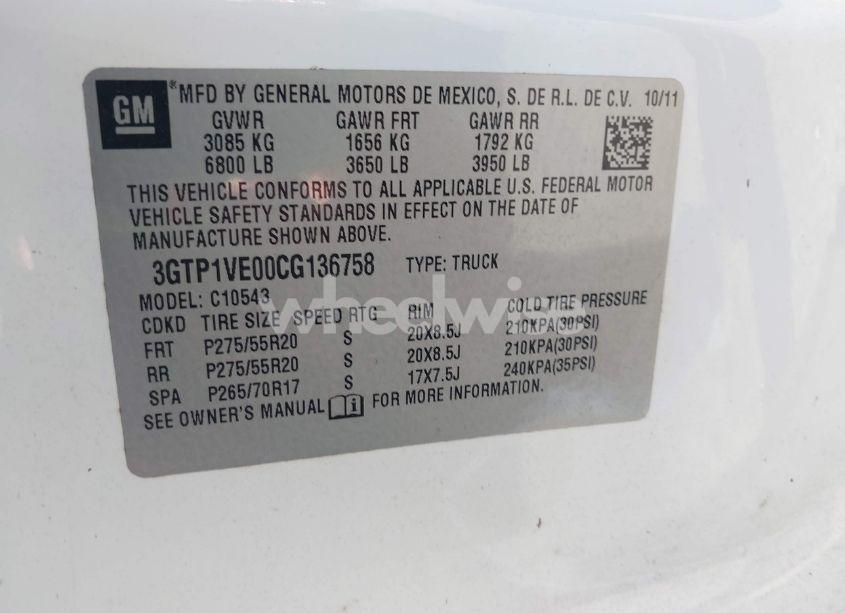 GM
®MFD BY GENERAL MOTORS DE MEXICO, S. DE R.L. DE C.V. 10/11
GVWR GAWR FRT GAWR RR
3085 KG 1656 KG 1792 KG
6800 LB 3650 LB 3950 LB
THIS VEHICLE CONFORMS TO ALL APPLICABLE U.S. FEDERAL MOTOR
VEHICLE SAFETY STANDARDS IN EFFECT ON THE DATE OF
MANUFACTURE SHOWN ABOVE.
3GTP1VE00CG136758 TYPE: TRUCK
MODEL: C10543
wheelwise
CDKD TIRE SIZE SPEED RTG RIM COLD TIRE PRESSURE
FRT P275/55R20 S 20X8.5J 210KPA(30PSI)
RR P275/55R20 S 20X8.5J 210KPA(30PSI)
SPA P265/70R17 S 17X7.5J 240KPA(35PSI)
SEE OWNER'S MANUAL i FOR MORE INFORMATION.